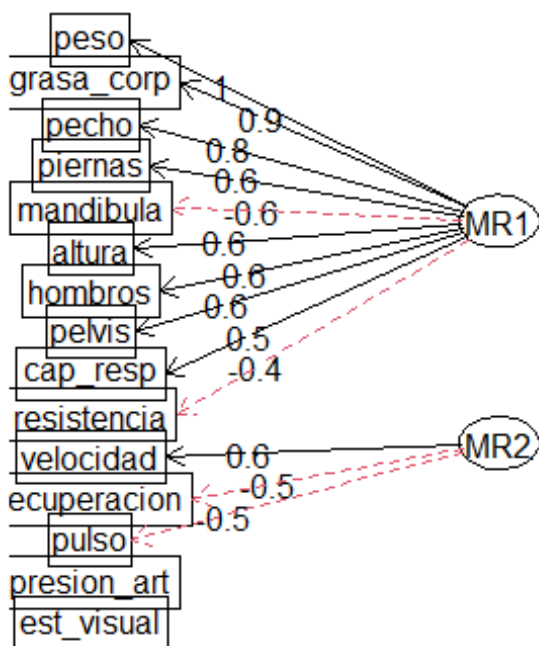 peso
grasa_corp
1
0.9
pecho
0.8
piernas
0.6
mandibula
-0.6
MR1
altura
0.6
hombros
0.6
pelvis
0.6
cap_resp
0.5
-0.4
resistencia
velocidad
0.6
MR2
ecuperacion
-0.5
pulso
-0.5
presion_art
est_visual